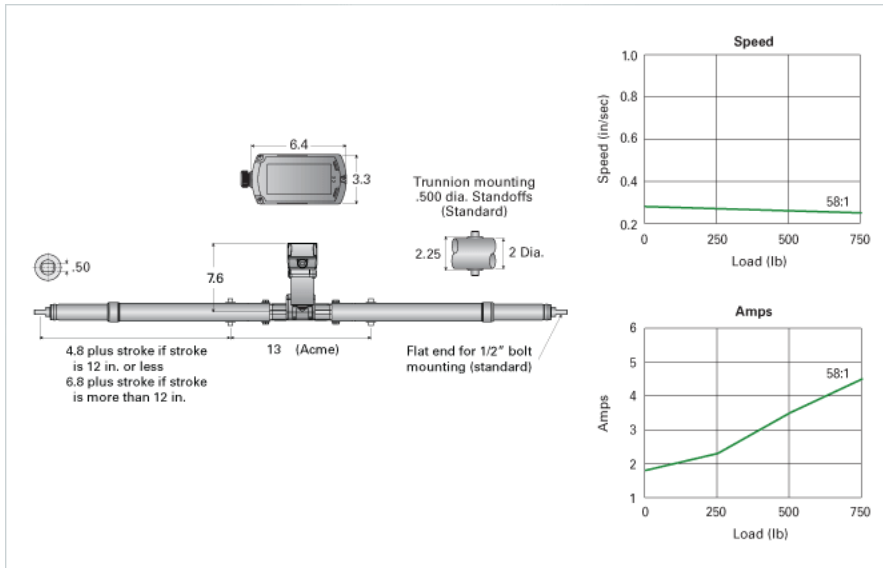 6.4
3.3
Trunnion mounting
.500 dia. Standoffs
(Standard)
2.25
2 Dia.
.50
7.6
4.8 plus stroke if stroke
is 12 in. or less
6.8 plus stroke if stroke
is more than 12 in.
13 (Acme)
Flat end for 1/2" bolt
mounting (standard)
Speed
Speed (in/sec)
1.0
0.8
0.6
0.4
0.2
58:1
0 250 500 750
Load (lb)
Amps
Amps
6
5
4
3
2
1
58:1
0 250 500 750
Load (lb)